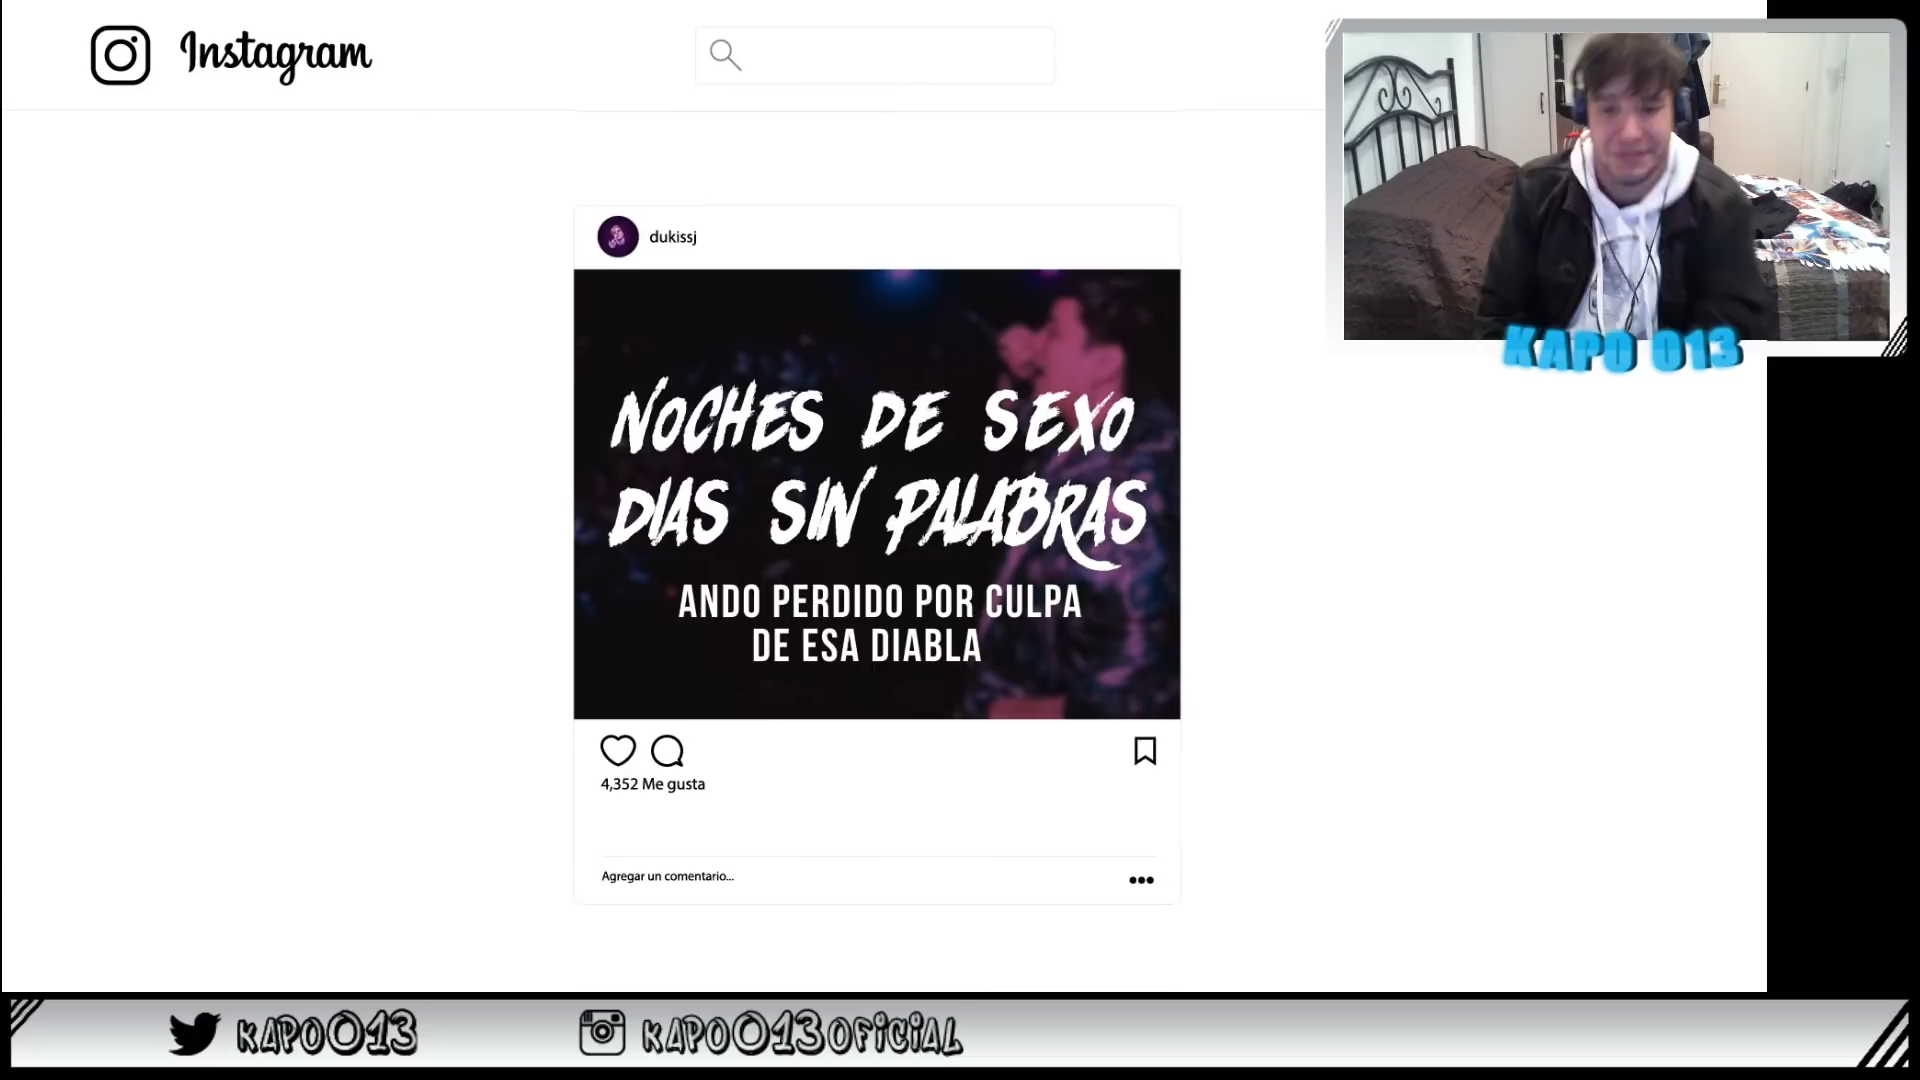 Instagram
KAPO 013
dukissj
NOCHES DE SEXO
DIAS SIN PALABRAS
ANDO PERDIDO POR CULPA
DE ESA DIABLA
4,352 Me gusta
Agregar un comentario...
KAPO013
KAPO013OFICIAL